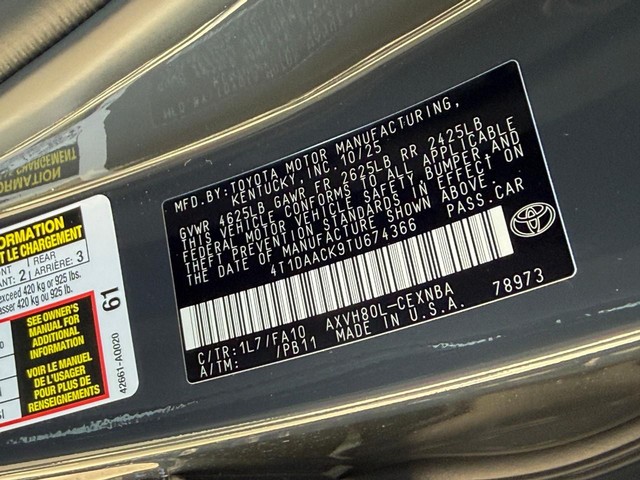 MFD.BY:TOYOTA MOTOR MANUFACTURING,
KENTUCKY, INC. 10/25
GVWR 4625LB GAWR FR 2625LB RR 2425LB
THIS VEHICLE CONFORMS TO ALL APPLICABLE
FEDERAL MOTOR VEHICLE SAFETY BUMPER,AND
THEFT PREVENTION STANDARDS IN EFFECT ON
THE DATE OF MANUFACTURE SHOWN ABOVE.
4T1DAACK9TU674366 PASS.CAR
C/TR:1L7/FA10 AXVH80L-CEXNBA
A/TM: /PB11 MADE IN U.S.A. 78973
FORMATION
ET LE CHARGEMENT
REAR
2 ARRIÈRE 3
exceed 420 kg or 925 lbs.
420 kg ou 925 lb.
61
SEE OWNER'S
MANUAL FOR
ADDITIONAL
INFORMATION
VOIR LE MANUEL
DE L'USAGER
POUR PLUS DE
RENSEIGNEMENTS
42661-A0020